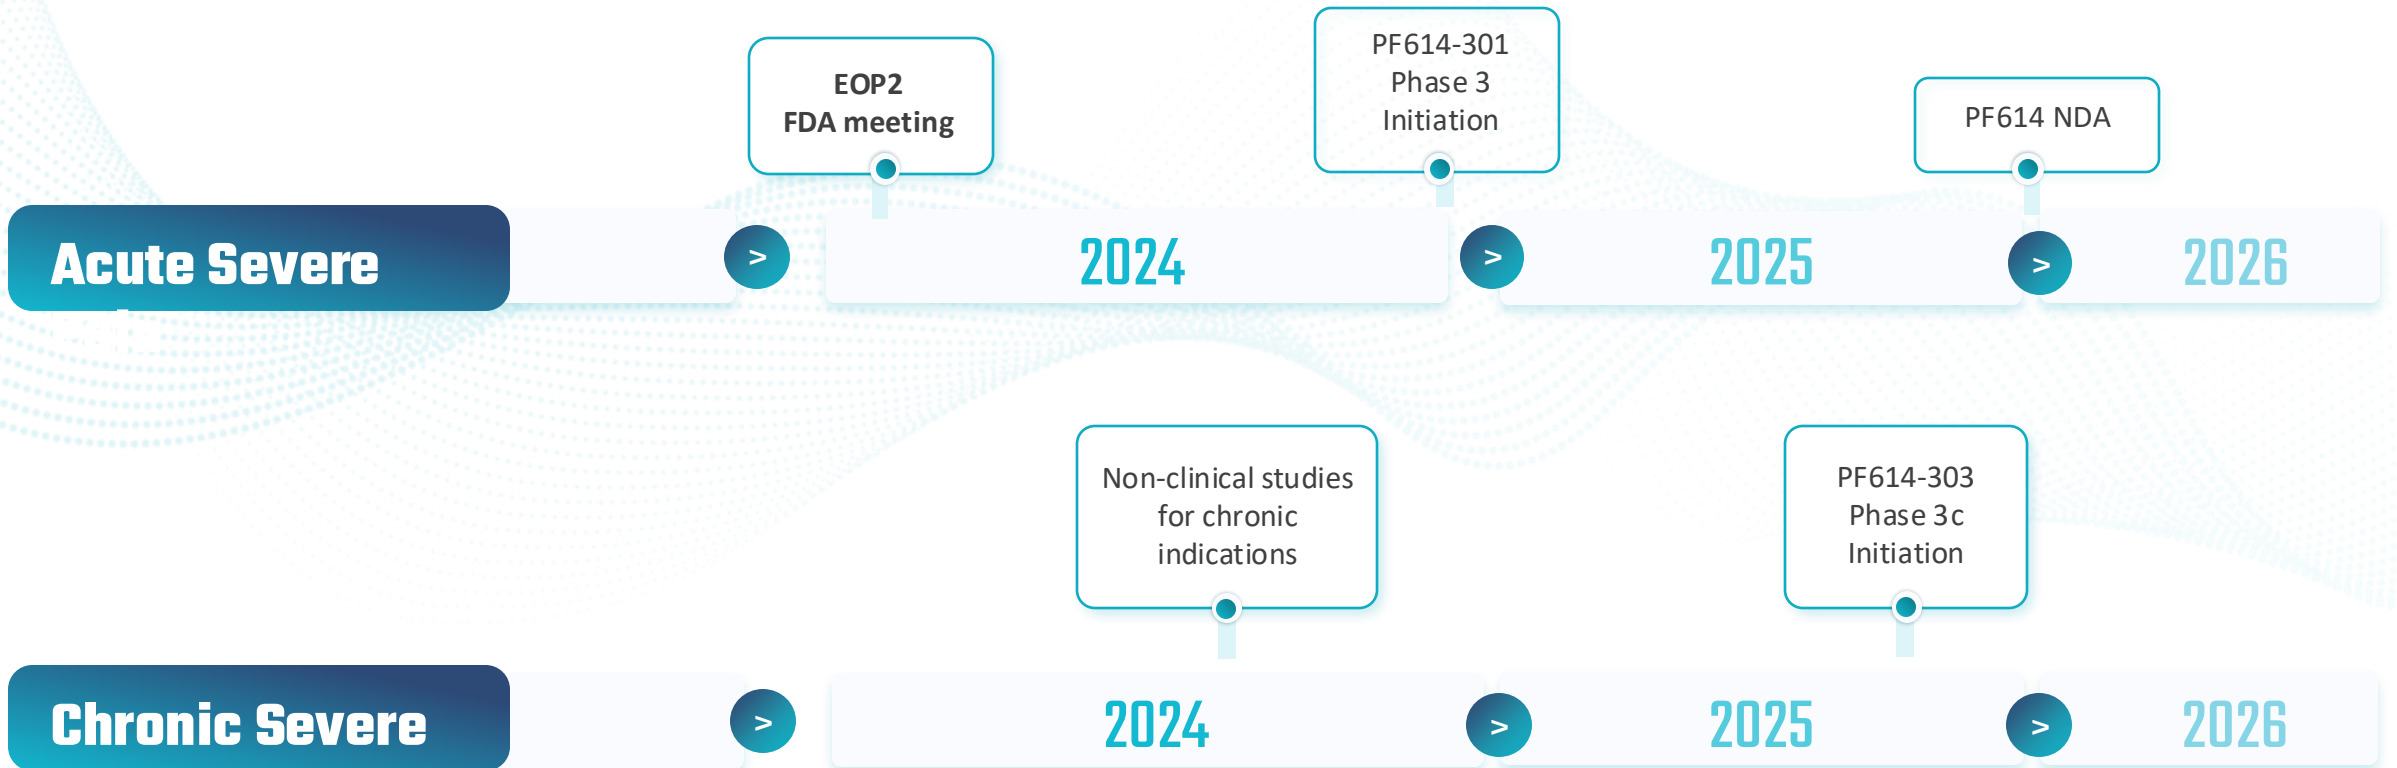 EOP2
FDA meeting
PF614-301
Phase 3
Initiation
PF614 NDA
Acute Severe
>
2024
>
2025
>
2026
Non-clinical studies
for chronic
indications
PF614-303
Phase 3c
Initiation
Chronic Severe
>
2024
>
2025
>
2026